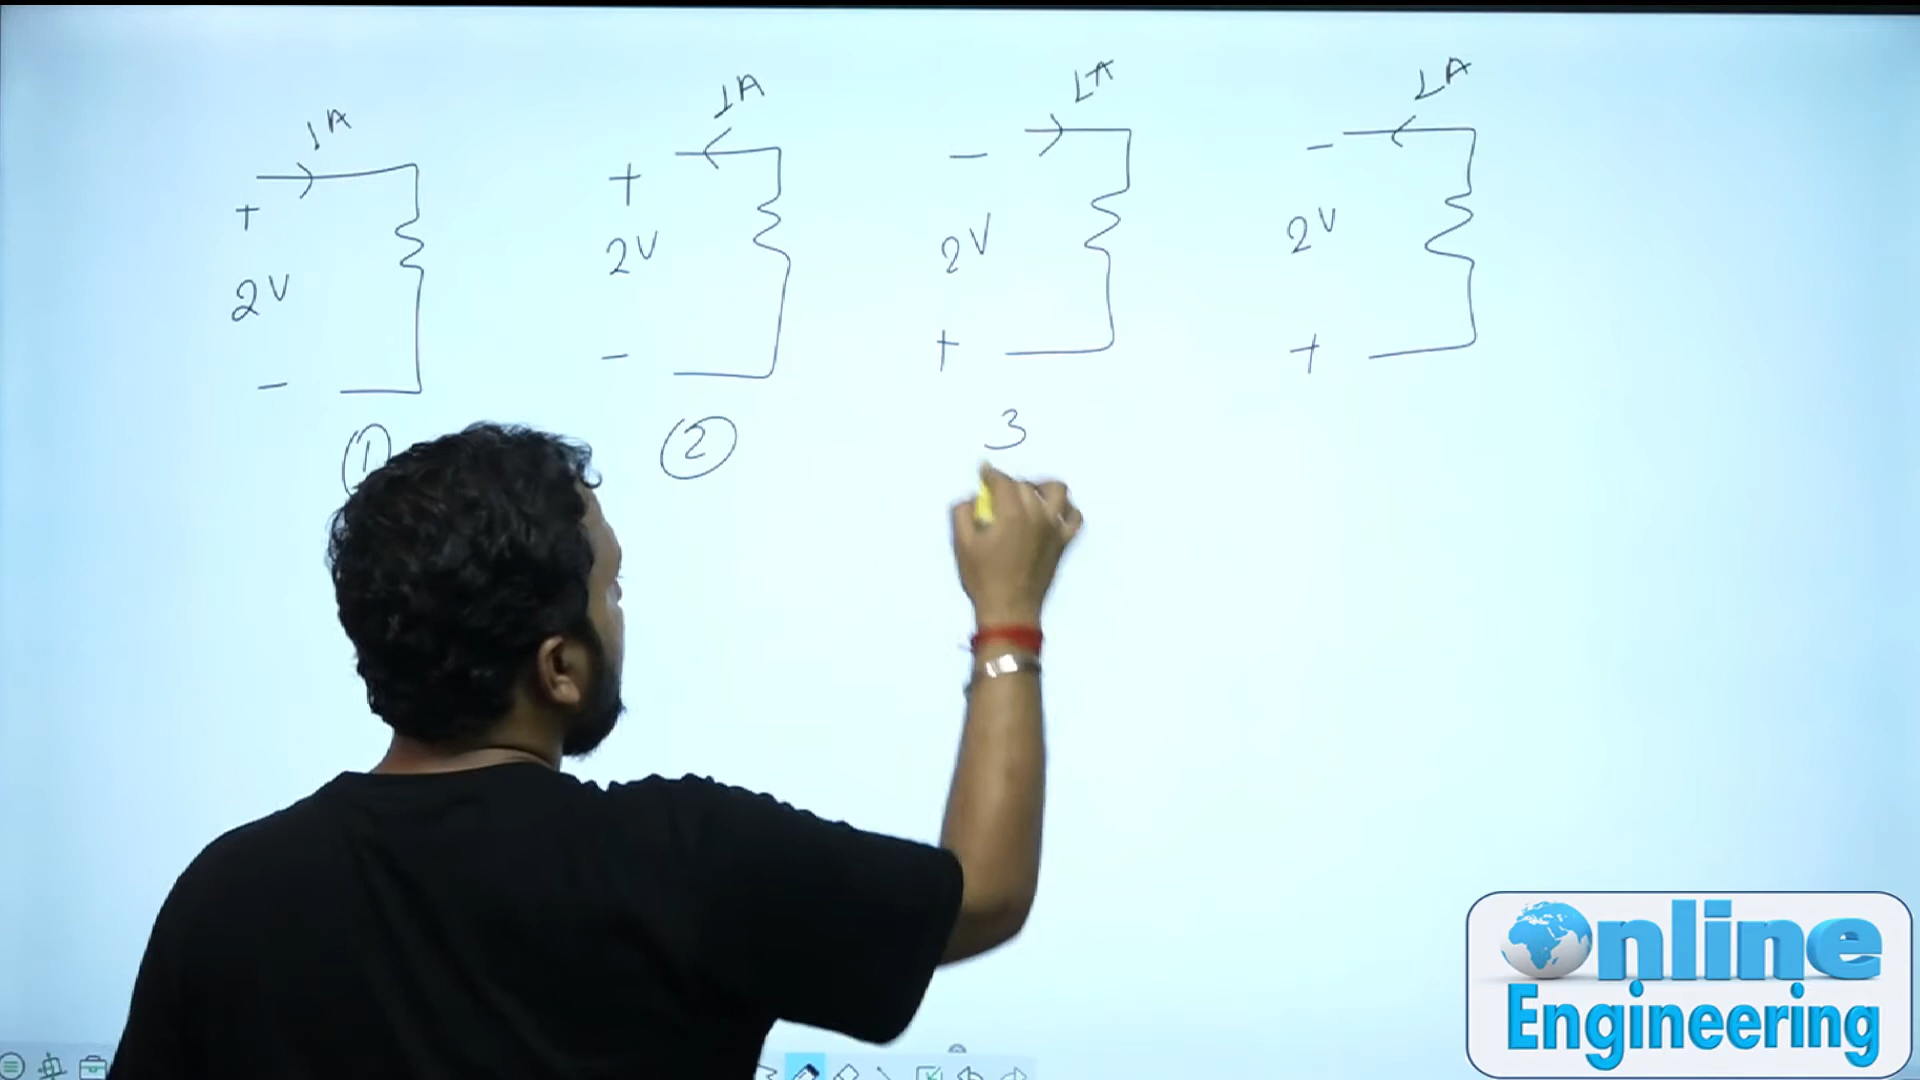 1A
+
2V
-
①
1A
+
2V
-
②
1A
-
2V
+
3
1A
-
2V
+
Online
Engineering